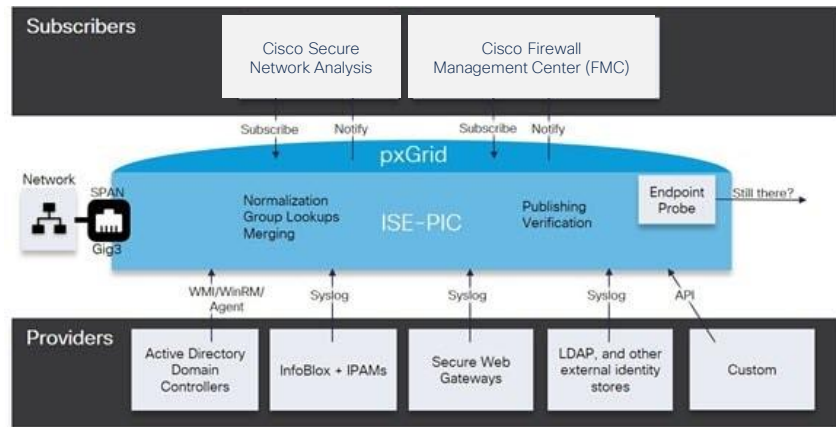 Subscribers
Cisco Secure
Network Analysis
Cisco Firewall
Management Center (FMC)
Subscribe
Notify
Subscribe
Notify
pxGrid
Network
SPAN
Gig3
Normalization
Group Lookups
Merging
ISE-PIC
Publishing
Verification
Endpoint
Probe
Still there?
WMI/WinRM/
Agent
Syslog
Syslog
Syslog
API
Providers
Active Directory
Domain
Controllers
InfoBlox + IPAMs
Secure Web
Gateways
LDAP, and other
external identity
stores
Custom